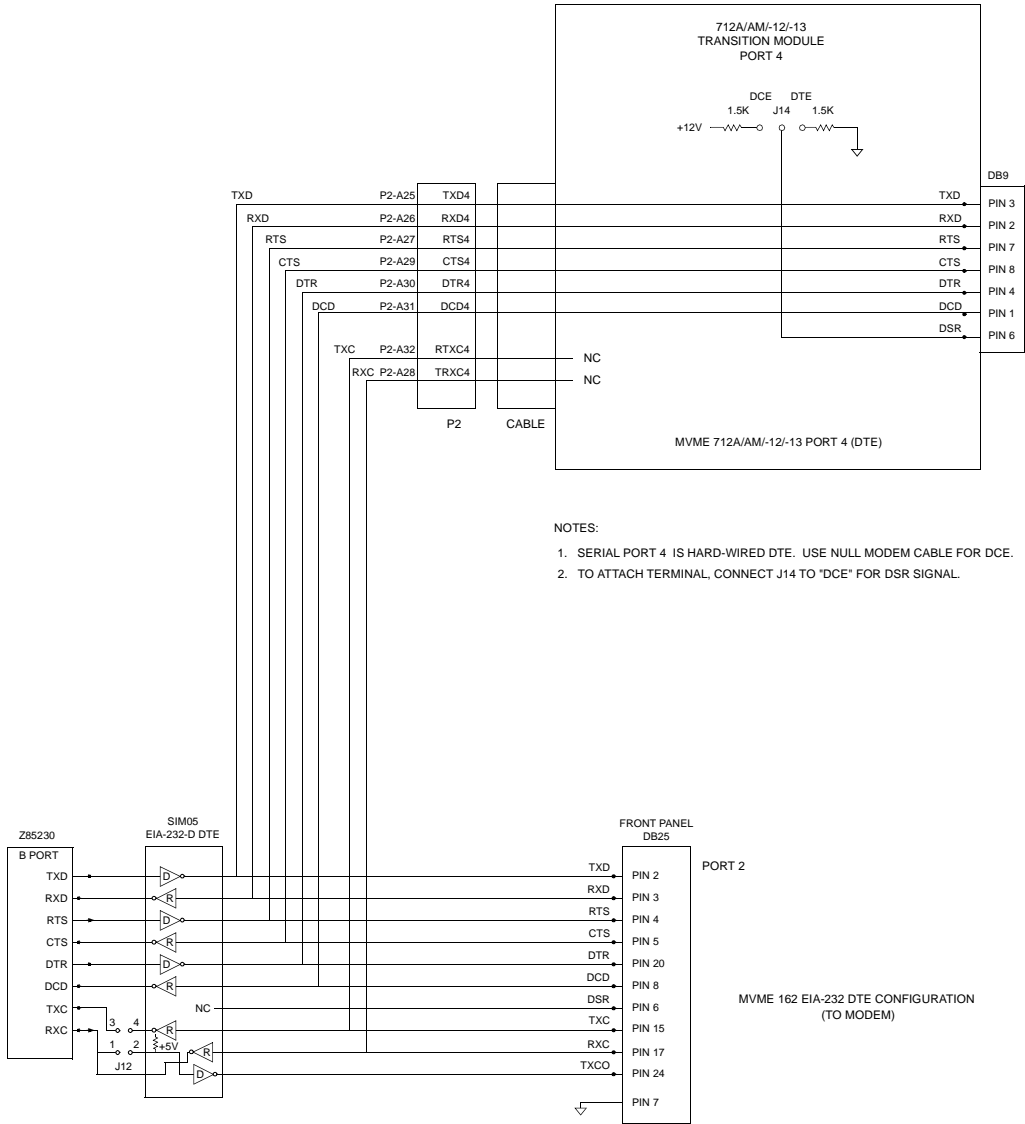 712A/AM/-12/-13
TRANSITION MODULE
PORT 4
DCE DTE
1.5K J14 1.5K
+12V
DB9
TXD P2-A25 TXD4 TXD PIN 3
RXD P2-A26 RXD4 RXD PIN 2
RTS P2-A27 RTS4 RTS PIN 7
CTS P2-A29 CTS4 CTS PIN 8
DTR P2-A30 DTR4 DTR PIN 4
DCD P2-A31 DCD4 DCD PIN 1
DSR PIN 6
TXC P2-A32 RTXC4 NC
RXC P2-A28 TRXC4 NC
P2 CABLE
MVME 712A/AM/-12/-13 PORT 4 (DTE)
NOTES:
1. SERIAL PORT 4 IS HARD-WIRED DTE. USE NULL MODEM CABLE FOR DCE.
2. TO ATTACH TERMINAL, CONNECT J14 TO "DCE" FOR DSR SIGNAL.
SIM05
EIA-232-D DTE
Z85230
B PORT
FRONT PANEL
DB25
PORT 2
TXD D TXD PIN 2
RXD R RXD PIN 3
RTS D RTS PIN 4
CTS R CTS PIN 5
DTR D DTR PIN 20
DCD R DCD PIN 8
TXC NC DSR PIN 6
RXC 3 4 R TXC PIN 15
1 2 +5V R RXC PIN 17
J12 D TXCO PIN 24
PIN 7
MVME 162 EIA-232 DTE CONFIGURATION
(TO MODEM)